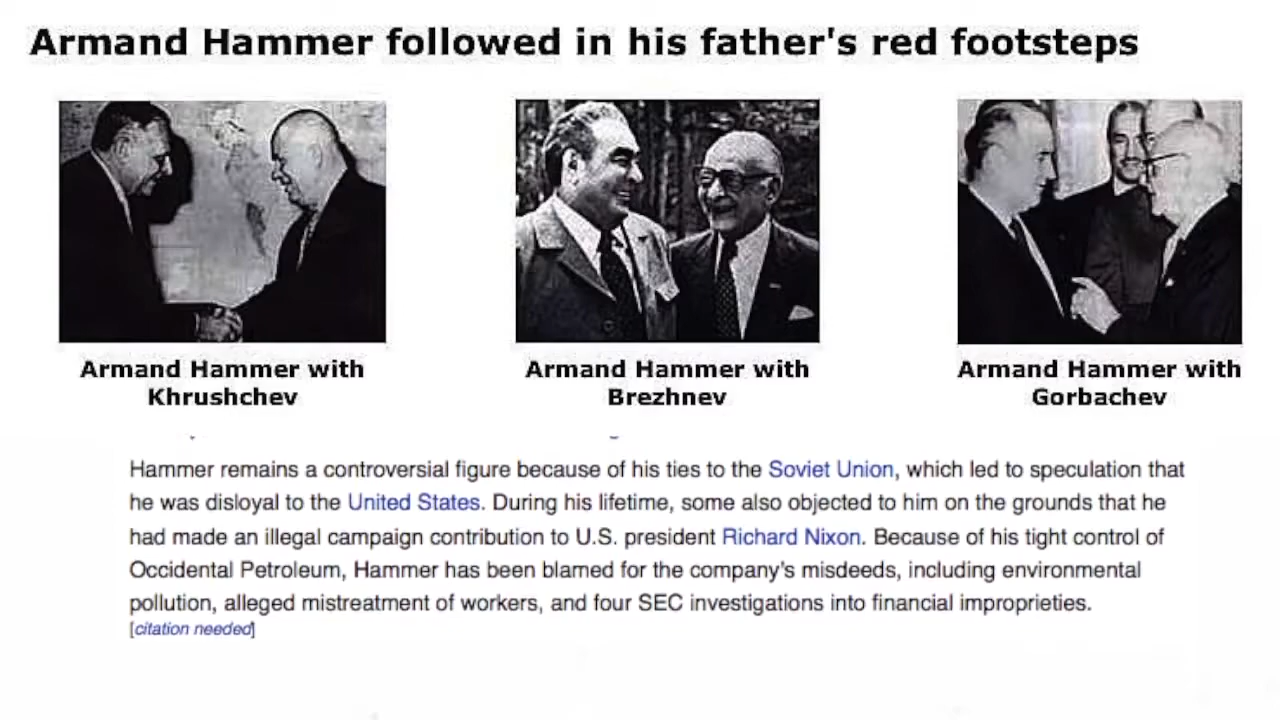 Armand Hammer followed in his father's red footsteps
Armand Hammer with
Khrushchev
Armand Hammer with
Brezhnev
Armand Hammer with
Gorbachev
Hammer remains a controversial figure because of his ties to the Soviet Union, which led to speculation that
he was disloyal to the United States. During his lifetime, some also objected to him on the grounds that he
had made an illegal campaign contribution to U.S. president Richard Nixon. Because of his tight control of
Occidental Petroleum, Hammer has been blamed for the company's misdeeds, including environmental
pollution, alleged mistreatment of workers, and four SEC investigations into financial improprieties.
[citation needed]